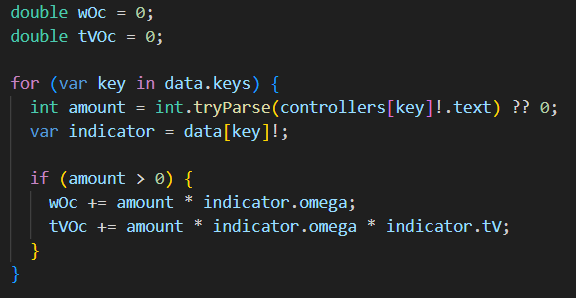 double wOc = 0;
double tVOc = 0;
for (var key in data.keys) {
int amount = int.tryParse(controllers[key]!.text) ?? 0;
var indicator = data[key]!;
if (amount > 0) {
wOc += amount * indicator.omega;
tVOc += amount * indicator.omega * indicator.tV;
}
}